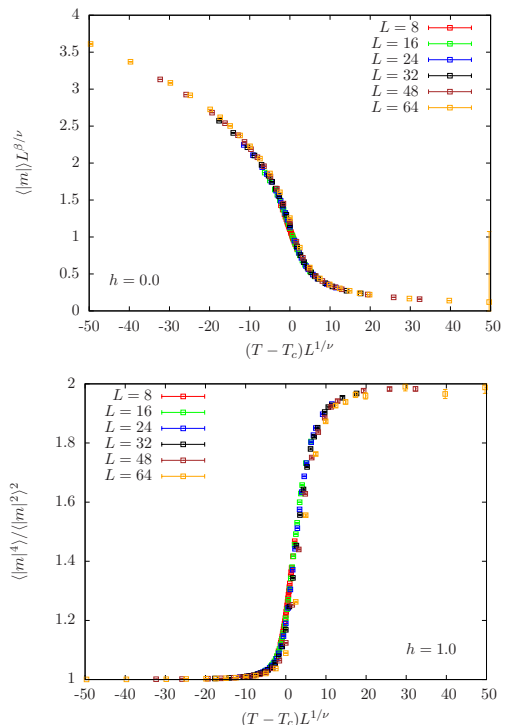 4
3.5
3
2.5
2
1.5
1
0.5
0
⟨|m|⟩L^{β/ν}
L = 8
L = 16
L = 24
L = 32
L = 48
L = 64
h = 0.0
-50 -40 -30 -20 -10 0 10 20 30 40 50
(T − T_c)L^{1/ν}
2
1.8
1.6
1.4
1.2
1
⟨|m|^4⟩/⟨|m|^2⟩^2
L = 8
L = 16
L = 24
L = 32
L = 48
L = 64
h = 1.0
-50 -40 -30 -20 -10 0 10 20 30 40 50
(T − T_c)L^{1/ν}